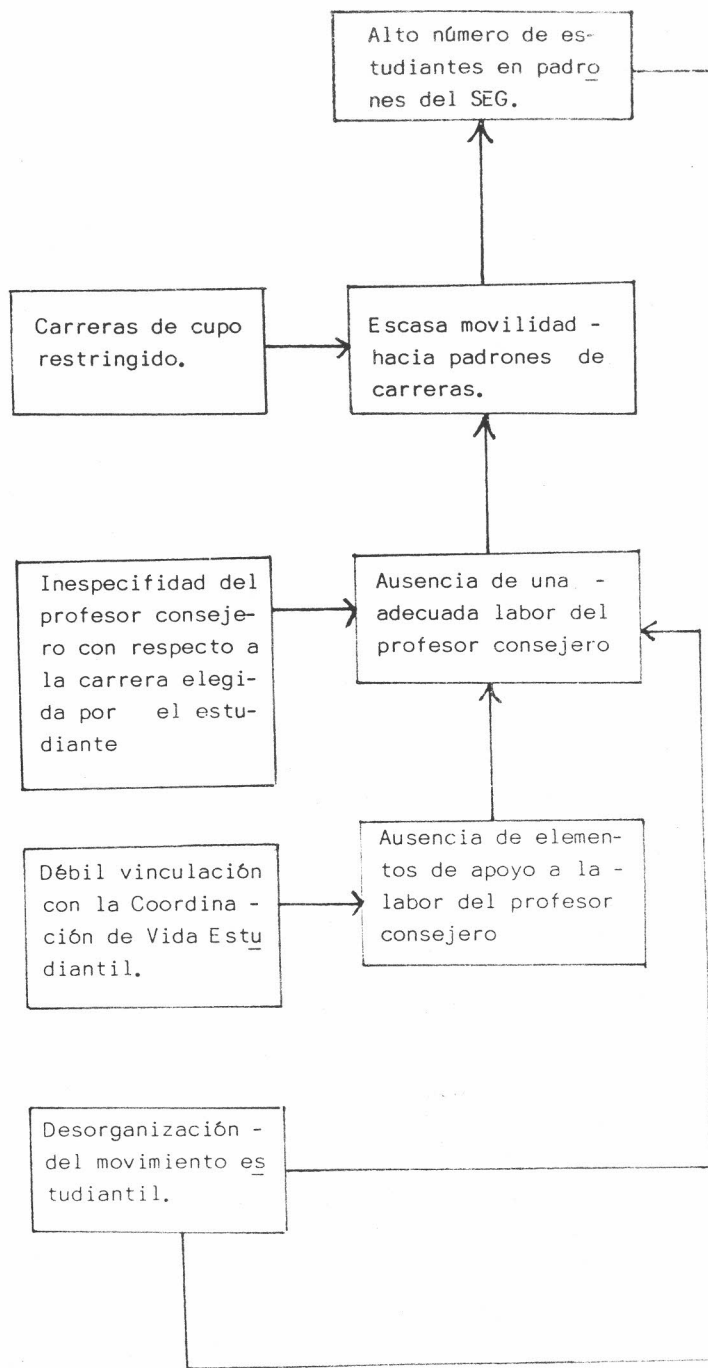 Alto número de es-
tudiantes en padro
nes del SEG.
Carreras de cupo
restringido.
Escasa movilidad -
hacia padrones de
carreras.
Inespecifidad del
profesor conseje-
ro con respecto a
la carrera elegi-
da por el estu-
diante
Ausencia de una -
adecuada labor del
profesor consejero
Débil vinculación
con la Coordina -
ción de Vida Estu
diantil.
Ausencia de elemen-
tos de apoyo a la -
labor del profesor
consejero
Desorganización -
del movimiento es
tudiantil.